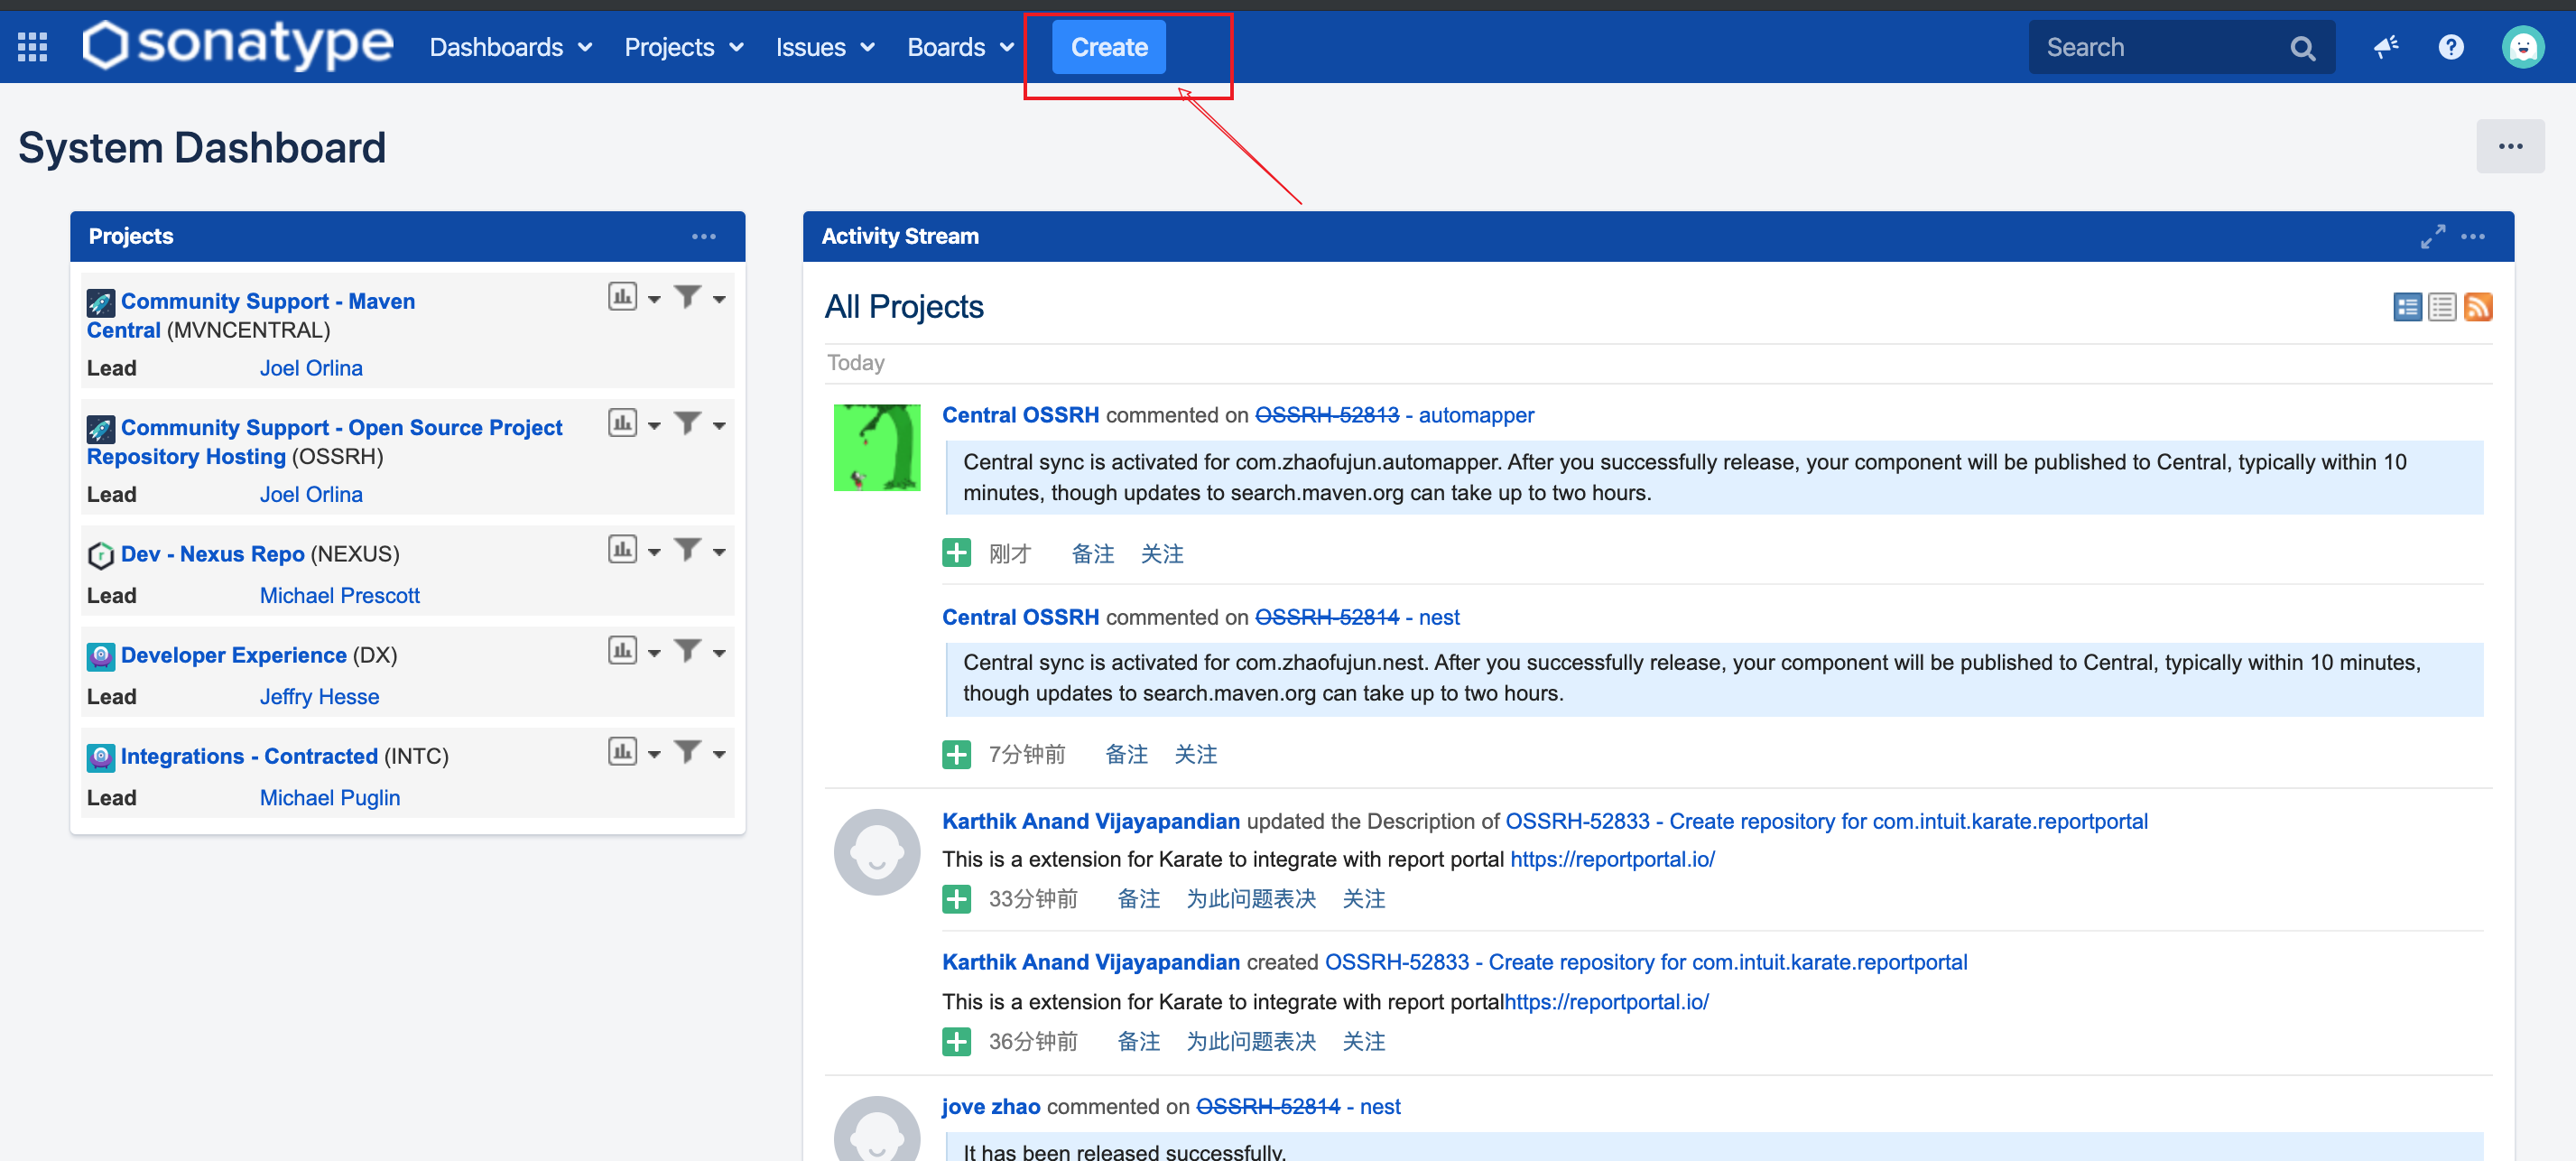 sonatype Dashboards Projects Issues Boards Create Search
System Dashboard
Projects
Community Support - Maven
Central (MVNCENTRAL)
Lead Joel Orlina
Community Support - Open Source Project
Repository Hosting (OSSRH)
Lead Joel Orlina
Dev - Nexus Repo (NEXUS)
Lead Michael Prescott
Developer Experience (DX)
Lead Jeffry Hesse
Integrations - Contracted (INTC)
Lead Michael Puglin
Activity Stream
All Projects
Today
Central OSSRH commented on OSSRH-52813 - automapper
Central sync is activated for com.zhaofujun.automapper. After you successfully release, your component will be published to Central, typically within 10
minutes, though updates to search.maven.org can take up to two hours.
刚才 备注 关注
Central OSSRH commented on OSSRH-52814 - nest
Central sync is activated for com.zhaofujun.nest. After you successfully release, your component will be published to Central, typically within 10 minutes,
though updates to search.maven.org can take up to two hours.
7分钟前 备注 关注
Karthik Anand Vijayapandian updated the Description of OSSRH-52833 - Create repository for com.intuit.karate.reportportal
This is a extension for Karate to integrate with report portal https://reportportal.io/
33分钟前 备注 为此问题表决 关注
Karthik Anand Vijayapandian created OSSRH-52833 - Create repository for com.intuit.karate.reportportal
This is a extension for Karate to integrate with report portalhttps://reportportal.io/
36分钟前 备注 为此问题表决 关注
jove zhao commented on OSSRH-52814 - nest
It has been released successfully.